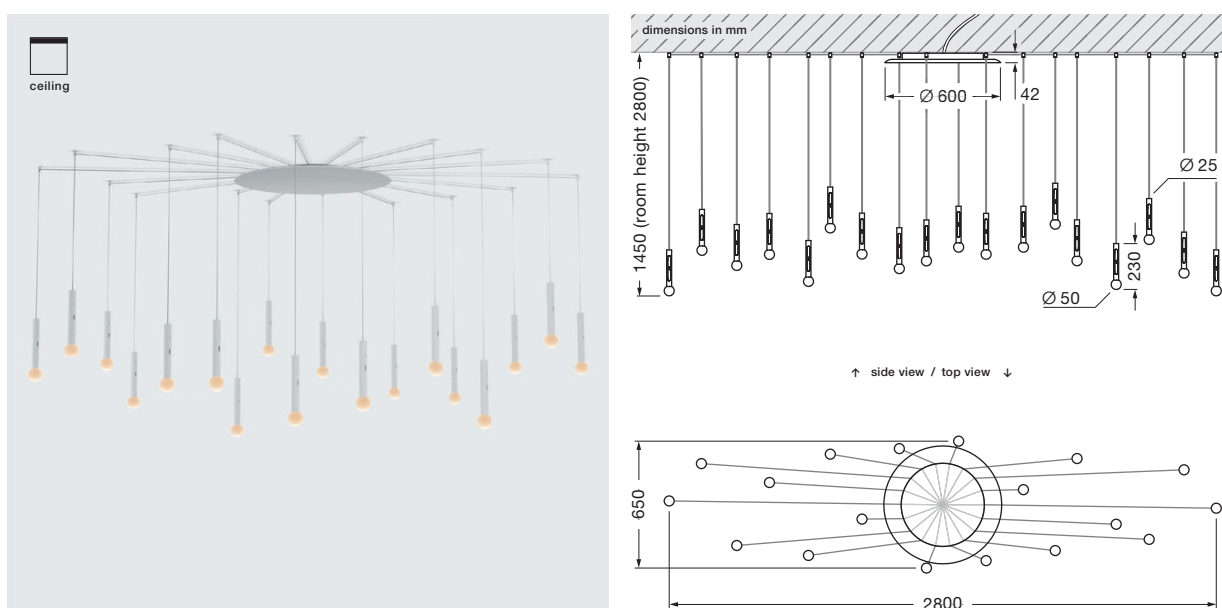 ceiling
dimensions in mm
1450 (room height 2800)
Ø 600
42
Ø 25
230
Ø 50
↑ side view / top view ↓
650
2800